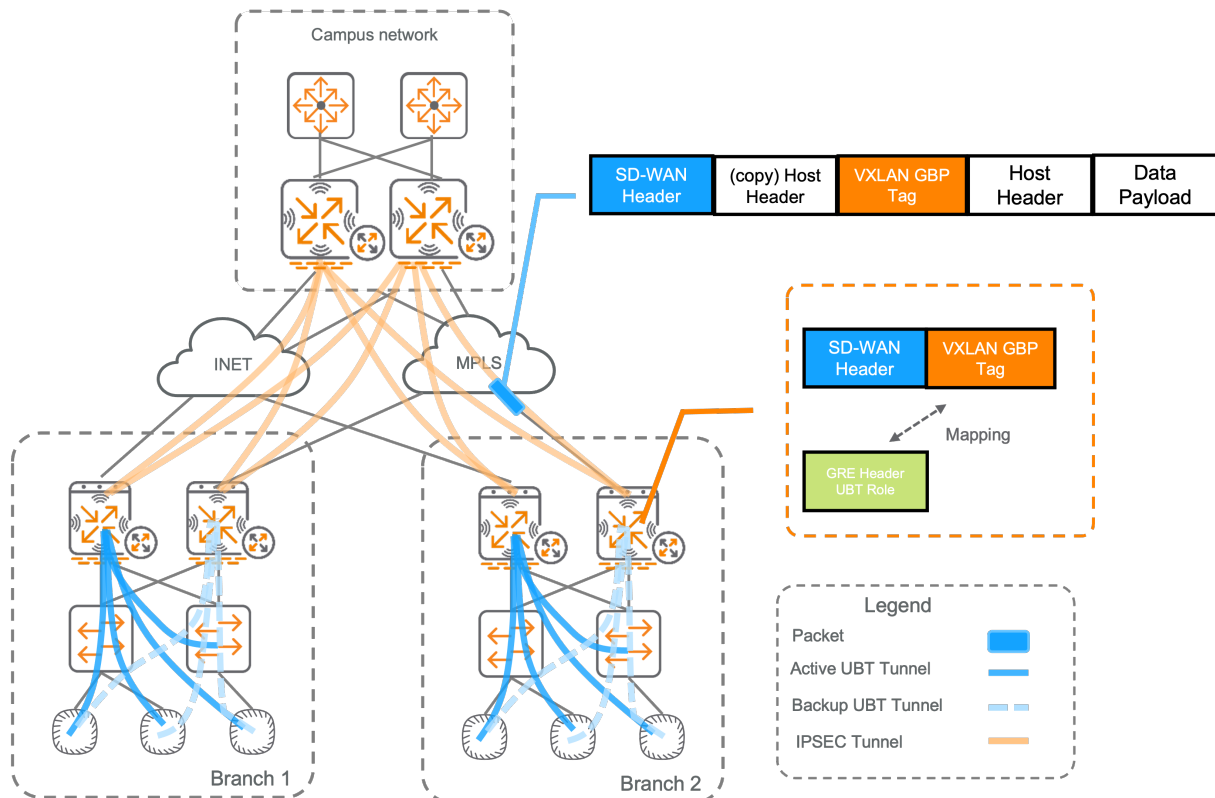 Campus network
SD-WAN
Header
(copy) Host
Header
VXLAN GBP
Tag
Host
Header
Data
Payload
INET
MPLS
SD-WAN
Header
VXLAN GBP
Tag
Mapping
GRE Header
UBT Role
Legend
Packet
Active UBT Tunnel
Backup UBT Tunnel
IPSEC Tunnel
Branch 1
Branch 2